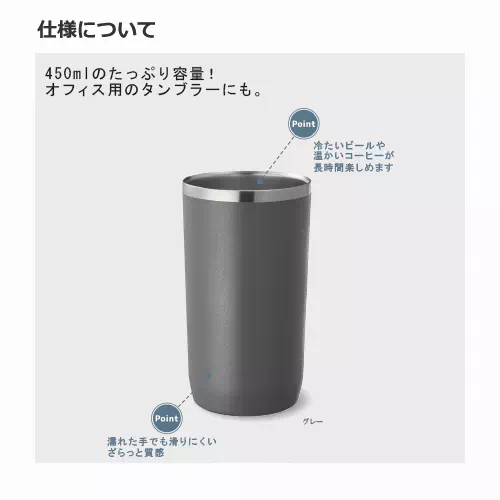 仕様について
450mlのたっぷり容量！
オフィス用のタンブラーにも。
Point
冷たいビールや
温かいコーヒーが
長時間楽しめます
Point
濡れた手でも滑りにくい
ざらっと質感
グレー